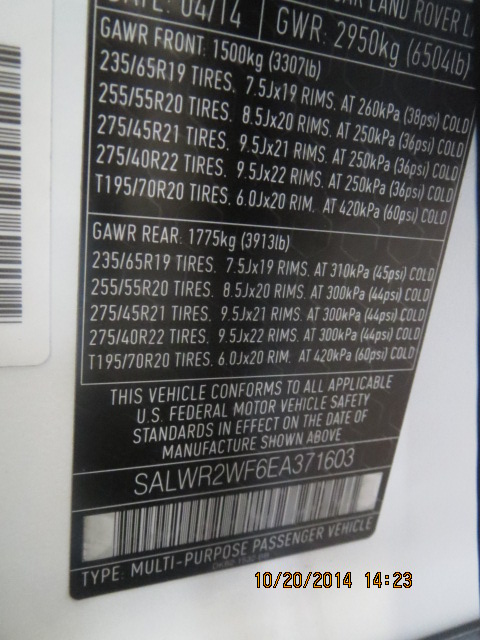 DATE: 04/14
LAND ROVER
GWR: 2950kg (6504lb)
GAWR FRONT: 1500kg (3307lb)
235/65R19 TIRES. 7.5Jx19 RIMS. AT 260kPa (38psi) COLD
255/55R20 TIRES. 8.5Jx20 RIMS. AT 250kPa (36psi) COLD
275/45R21 TIRES. 9.5Jx21 RIMS. AT 250kPa (36psi) COLD
275/40R22 TIRES. 9.5Jx22 RIMS. AT 250kPa (36psi) COLD
T195/70R20 TIRES. 6.0Jx20 RIM. AT 420kPa (60psi) COLD
GAWR REAR: 1775kg (3913lb)
235/65R19 TIRES. 7.5Jx19 RIMS. AT 310kPa (45psi) COLD
255/55R20 TIRES. 8.5Jx20 RIMS. AT 300kPa (44psi) COLD
275/45R21 TIRES. 9.5Jx21 RIMS. AT 300kPa (44psi) COLD
275/40R22 TIRES. 9.5Jx22 RIMS. AT 300kPa (44psi) COLD
T195/70R20 TIRES. 6.0Jx20 RIM. AT 420kPa (60psi) COLD
THIS VEHICLE CONFORMS TO ALL APPLICABLE
U.S. FEDERAL MOTOR VEHICLE SAFETY
STANDARDS IN EFFECT ON THE DATE OF
MANUFACTURE SHOWN ABOVE
SALWR2WF6EA371603
TYPE: MULTI-PURPOSE PASSENGER VEHICLE
10/20/2014 14:23